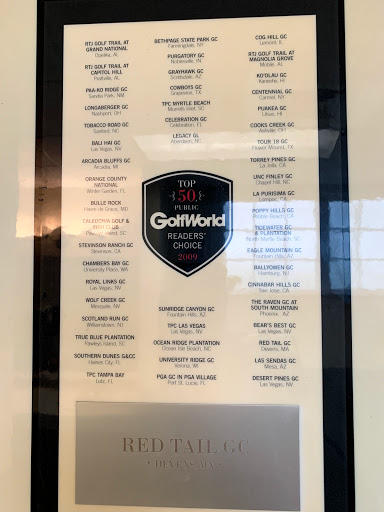 RTJ GOLF TRAIL AT
GRAND NATIONAL
Opelika, AL
RTJ GOLF TRAIL AT
CAPITOL HILL
Prattville, AL
PAA-KO RIDGE GC
Sandia Park, NM
LONGABERGER GC
Nashport, OH
TOBACCO ROAD GC
Sanford, NC
BALI HAI GC
Las Vegas, NV
ARCADIA BLUFFS GC
Arcadia, MI
ORANGE COUNTY
NATIONAL
Winter Garden, FL
BULLE ROCK
Havre de Grace, MD
CALEDONIA GOLF &
FISH CLUB
Pawleys Island, SC
STEVINSON RANCH GC
Stevinson, CA
CHAMBERS BAY GC
University Place, WA
ROYAL LINKS GC
Las Vegas, NV
WOLF CREEK GC
Mesquite, NV
SCOTLAND RUN GC
Williamstown, NJ
TRUE BLUE PLANTATION
Pawleys Island, SC
SOUTHERN DUNES G&CC
Haines City, FL
TPC TAMPA BAY
Lutz, FL
BETHPAGE STATE PARK GC
Farmingdale, NY
PURGATORY GC
Noblesville, IN
GRAYHAWK GC
Scottsdale, AZ
COWBOYS GC
Grapevine, TX
TPC MYRTLE BEACH
Murrells Inlet, SC
CELEBRATION GC
Celebration, FL
LEGACY GL
Aberdeen, NC
TOP
50
PUBLIC
GolfWorld
READERS'
CHOICE
2009
SUNRIDGE CANYON GC
Fountain Hills, AZ
TPC LAS VEGAS
Las Vegas, NV
OCEAN RIDGE PLANTATION
Ocean Isle Beach, NC
UNIVERSITY RIDGE GC
Verona, WI
PGA GC IN PGA VILLAGE
Port St. Lucie, FL
COG HILL GC
Lemont, IL
RTJ GOLF TRAIL AT
MAGNOLIA GROVE
Mobile, AL
KO'OLAU GC
Kaneohe, HI
CENTENNIAL GC
Carmel, NY
PUAKEA GC
Lihue, HI
COOKS CREEK GC
Ashville, OH
TOUR 18 GC
Flower Mound, TX
TORREY PINES GC
La Jolla, CA
UNC FINLEY GC
Chapel Hill, NC
LA PURISIMA GC
Lompoc, CA
POPPY HILLS GC
Pebble Beach, CA
TIDEWATER GC
& PLANTATION
North Myrtle Beach, SC
EAGLE MOUNTAIN GC
Fountain Hills, AZ
BALLYOWEN GC
Hamburg, NJ
CINNABAR HILLS GC
San Jose, CA
THE RAVEN GC AT
SOUTH MOUNTAIN
Phoenix, AZ
BEAR'S BEST GC
Las Vegas, NV
RED TAIL GC
Devens, MA
LAS SENDAS GC
Mesa, AZ
DESERT PINES GC
Las Vegas, NV
RED TAIL GC
• DEVENS, MA •